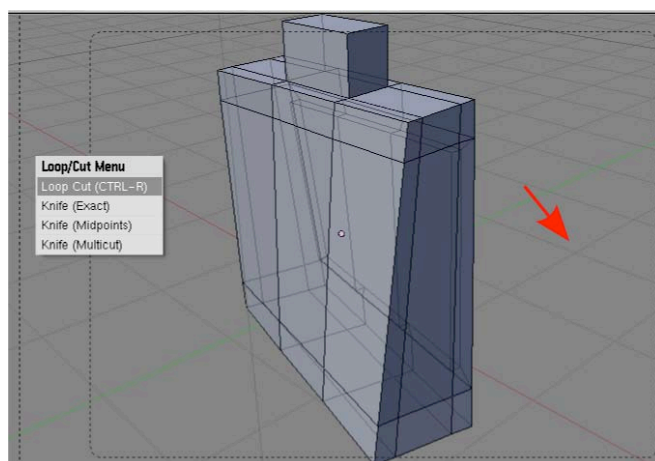 Loop/Cut Menu
Loop Cut (CTRL-R)
Knife (Exact)
Knife (Midpoints)
Knife (Multicut)